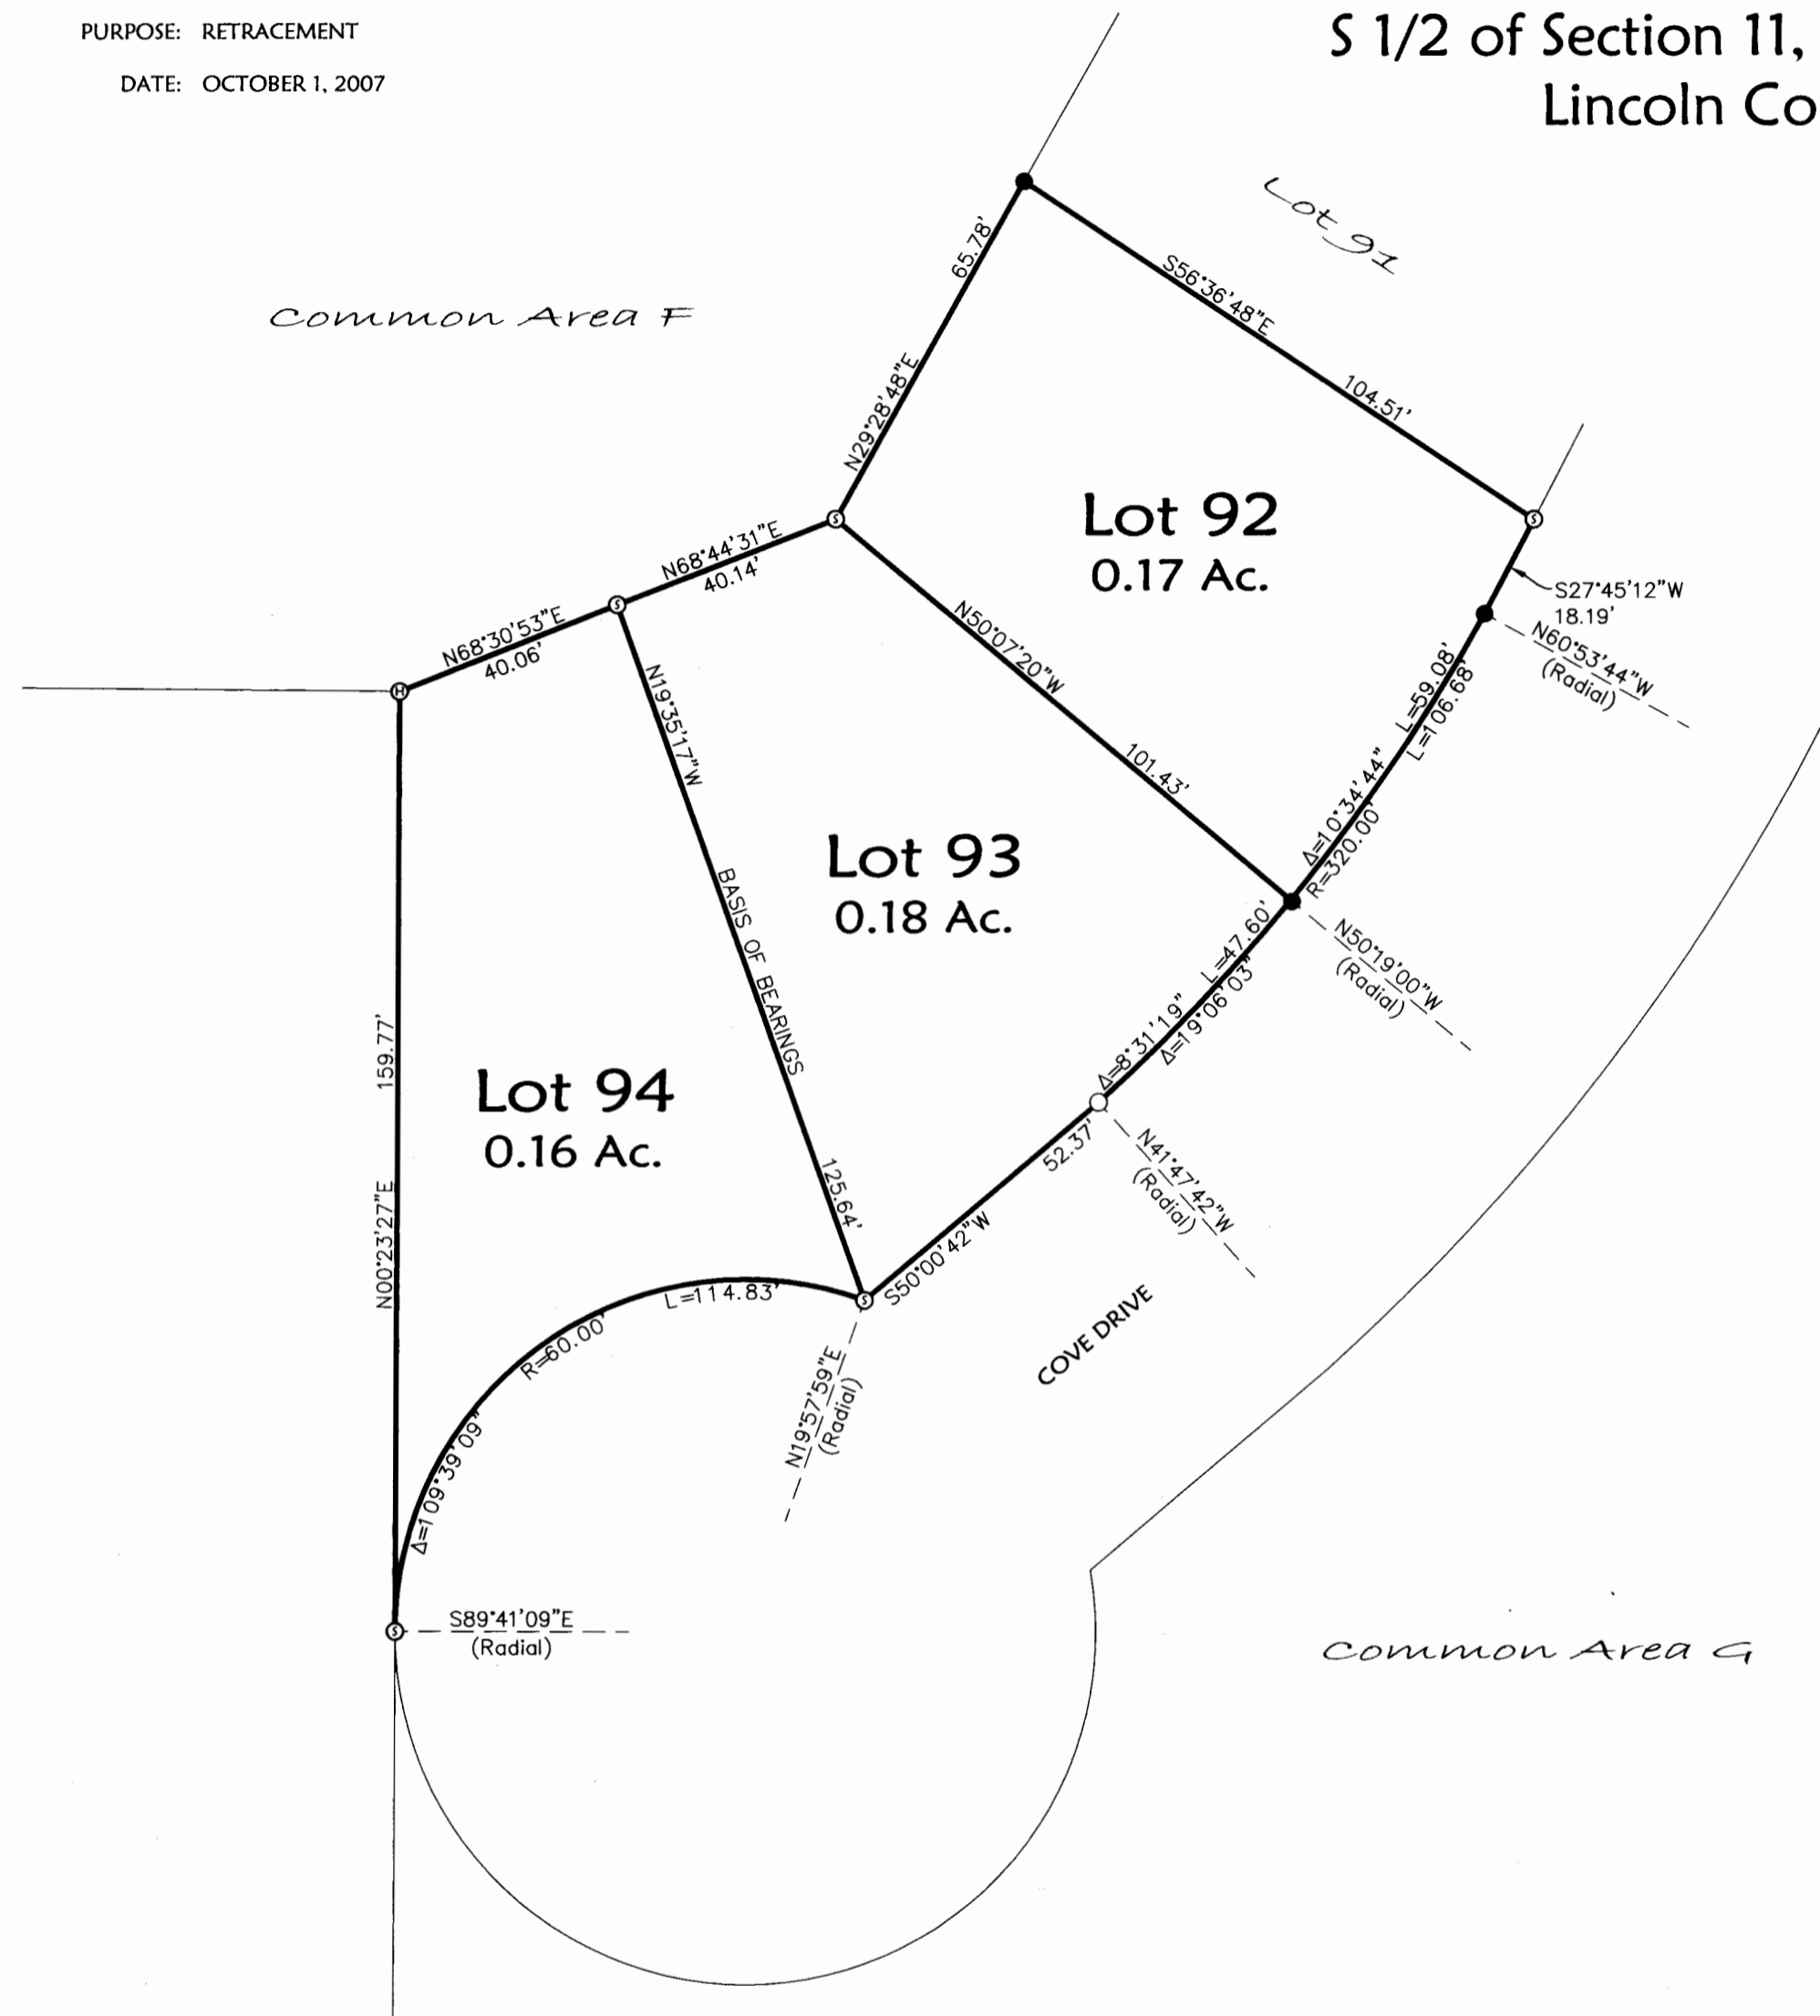 PURPOSE: RETRACEMENT
DATE: OCTOBER 1, 2007
S 1/2 of Section 11,
Lincoln Co
Lot 91
Common Area F
65.78'
N29°28'48"E
S56°36'48"E
104.51'
Lot 92
0.17 Ac.
S27°45'12"W
18.19'
N60°53'44"W
(Radial)
N68°44'31"E
40.14'
N68°30'53"E
40.06'
N50°07'20"W
101.43'
L=59.08'
L=106.68'
Δ=10°34'44"
R=320.00'
N19°35'17"W
BASIS OF BEARINGS
125.64'
Lot 93
0.18 Ac.
N50°19'00"W
(Radial)
L=47.60'
Δ=8°31'19"
Δ=19°06'03"
159.77'
N00°23'27"E
Lot 94
0.16 Ac.
N41°47'42"W
(Radial)
52.37'
S50°00'42"W
L=114.83'
R=60.00'
Δ=109°39'09"
N19°57'59"E
(Radial)
COVE DRIVE
S89°41'09"E
(Radial)
Common Area G
H
S
S
S
S
S